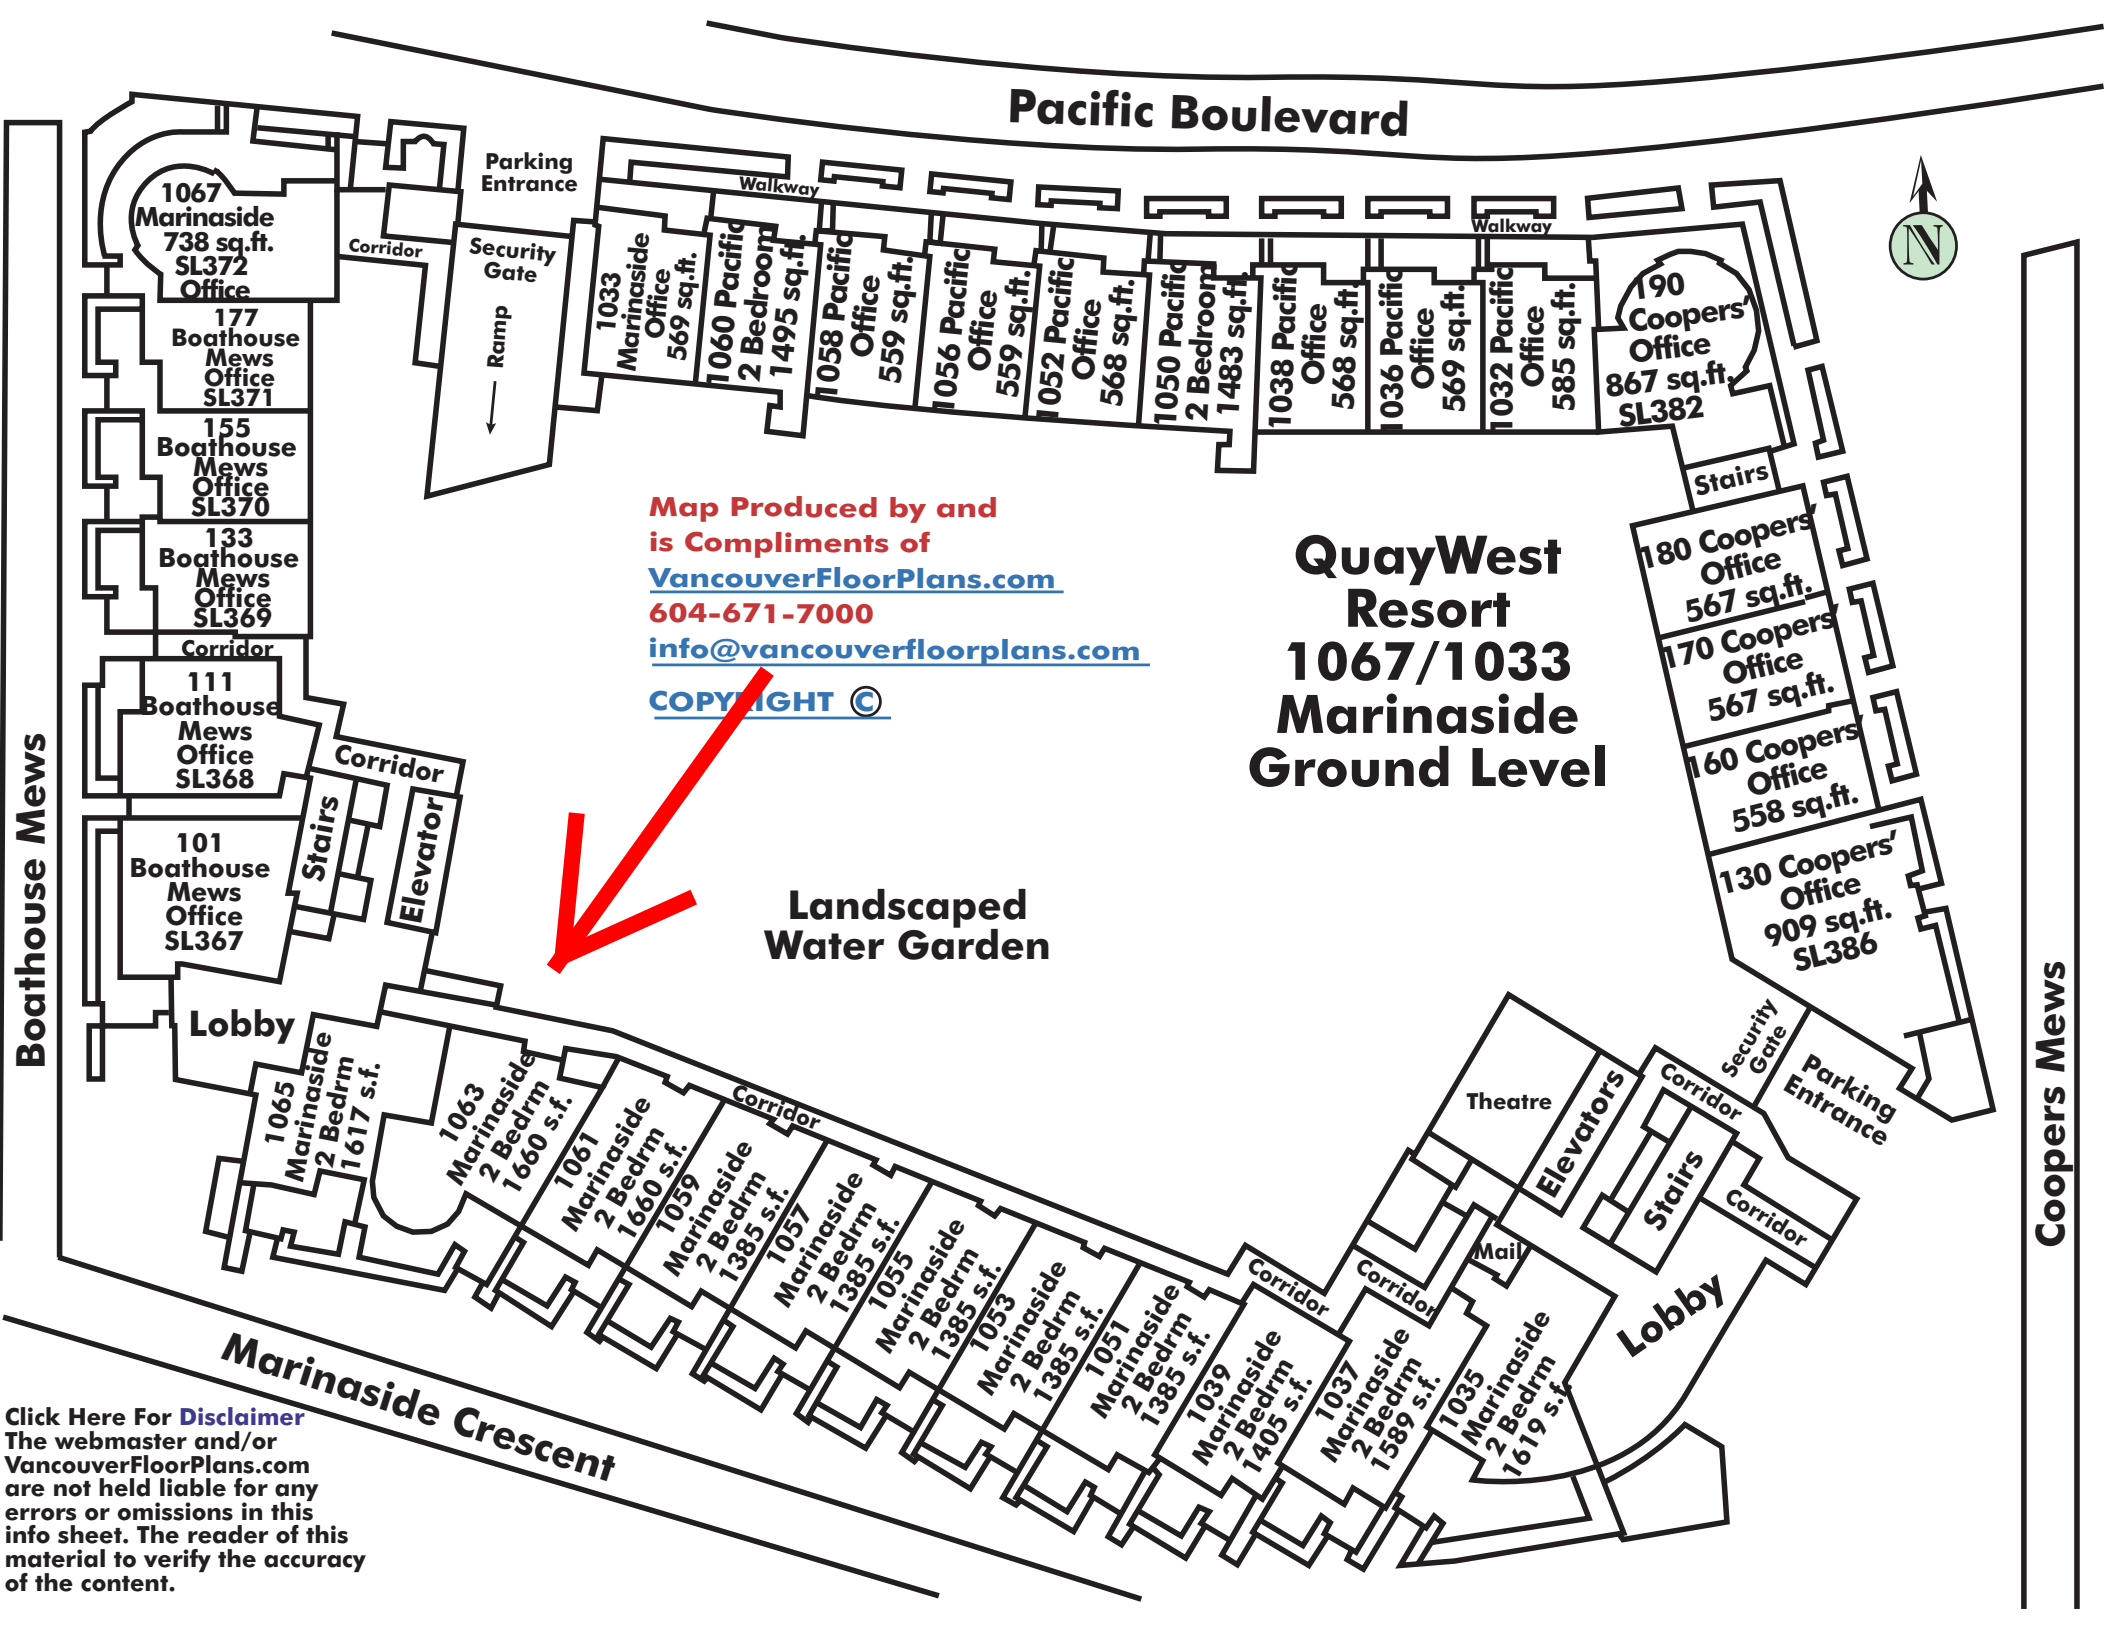 Pacific Boulevard
Parking
Entrance
Walkway
Walkway
N
1067
Marinaside
738 sq.ft.
SL372
Office
Corridor
Security
Gate
Ramp
1033
Marinaside
Office
569 sq.ft.
1060 Pacific
2 Bedroom
1495 sq.ft.
1058 Pacific
Office
559 sq.ft.
1056 Pacific
Office
559 sq.ft.
1052 Pacific
Office
568 sq.ft.
1050 Pacific
2 Bedroom
1483 sq.ft.
1038 Pacific
Office
568 sq.ft.
1036 Pacific
Office
569 sq.ft.
1032 Pacific
Office
585 sq.ft.
190
Coopers'
Office
867 sq.ft.
SL382
177
Boathouse
Mews
Office
SL371
155
Boathouse
Mews
Office
SL370
133
Boathouse
Mews
Office
SL369
Corridor
111
Boathouse
Mews
Office
SL368
Corridor
Stairs
Elevator
101
Boathouse
Mews
Office
SL367
Lobby
Boathouse Mews
Map Produced by and
is Compliments of
VancouverFloorPlans.com
604-671-7000
info@vancouverfloorplans.com
COPYRIGHT ©
QuayWest
Resort
1067/1033
Marinaside
Ground Level
Landscaped
Water Garden
Stairs
180 Coopers'
Office
567 sq.ft.
170 Coopers'
Office
567 sq.ft.
160 Coopers'
Office
558 sq.ft.
130 Coopers'
Office
909 sq.ft.
SL386
Security
Gate
Parking
Entrance
Coopers Mews
1065
Marinaside
2 Bedrm
1617 s.f.
1063
Marinaside
2 Bedrm
1660 s.f.
1061
Marinaside
2 Bedrm
1660 s.f.
Corridor
1059
Marinaside
2 Bedrm
1385 s.f.
1057
Marinaside
2 Bedrm
1385 s.f.
1055
Marinaside
2 Bedrm
1385 s.f.
1053
Marinaside
2 Bedrm
1385 s.f.
1051
Marinaside
2 Bedrm
1385 s.f.
Corridor
1039
Marinaside
2 Bedrm
1405 s.f.
Corridor
1037
Marinaside
2 Bedrm
1589 s.f.
1035
Marinaside
2 Bedrm
1619 s.f.
Theatre
Elevators
Corridor
Stairs
Corridor
Mail
Lobby
Marinaside Crescent
Click Here For Disclaimer
The webmaster and/or
VancouverFloorPlans.com
are not held liable for any
errors or omissions in this
info sheet. The reader of this
material to verify the accuracy
of the content.